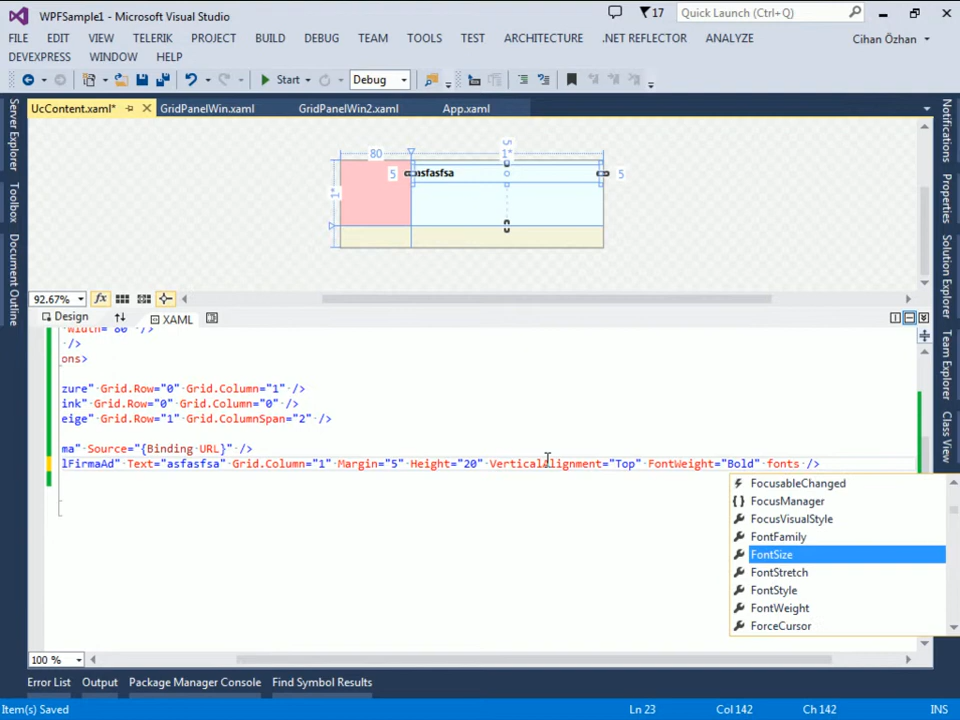 WPFSample1 - Microsoft Visual Studio
17
Quick Launch (Ctrl+Q)
FILE EDIT VIEW TELERIK PROJECT BUILD DEBUG TEAM TOOLS TEST ARCHITECTURE .NET REFLECTOR ANALYZE
Cihan Özhan
DEVEXPRESS WINDOW HELP
Start Debug
UcContent.xaml* GridPanelWin.xaml GridPanelWin2.xaml App.xaml
Server Explorer
Toolbox
Document Outline
80 1* 5
5 asfasfsa 5
1*
92.67%
Design XAML
Width="80" />
/>
ons>
zure" Grid.Row="0" Grid.Column="1" />
ink" Grid.Row="0" Grid.Column="0" />
eige" Grid.Row="1" Grid.ColumnSpan="2" />
ma" Source="{Binding URL}" />
lFirmaAd" Text="asfasfsa" Grid.Column="1" Margin="5" Height="20" VerticalAlignment="Top" FontWeight="Bold" fonts />
FocusableChanged
FocusManager
FocusVisualStyle
FontFamily
FontSize
FontStretch
FontStyle
FontWeight
ForceCursor
Notifications
Properties
Solution Explorer
Team Explorer
Class View
100 %
Error List Output Package Manager Console Find Symbol Results
Item(s) Saved Ln 23 Col 142 Ch 142 INS